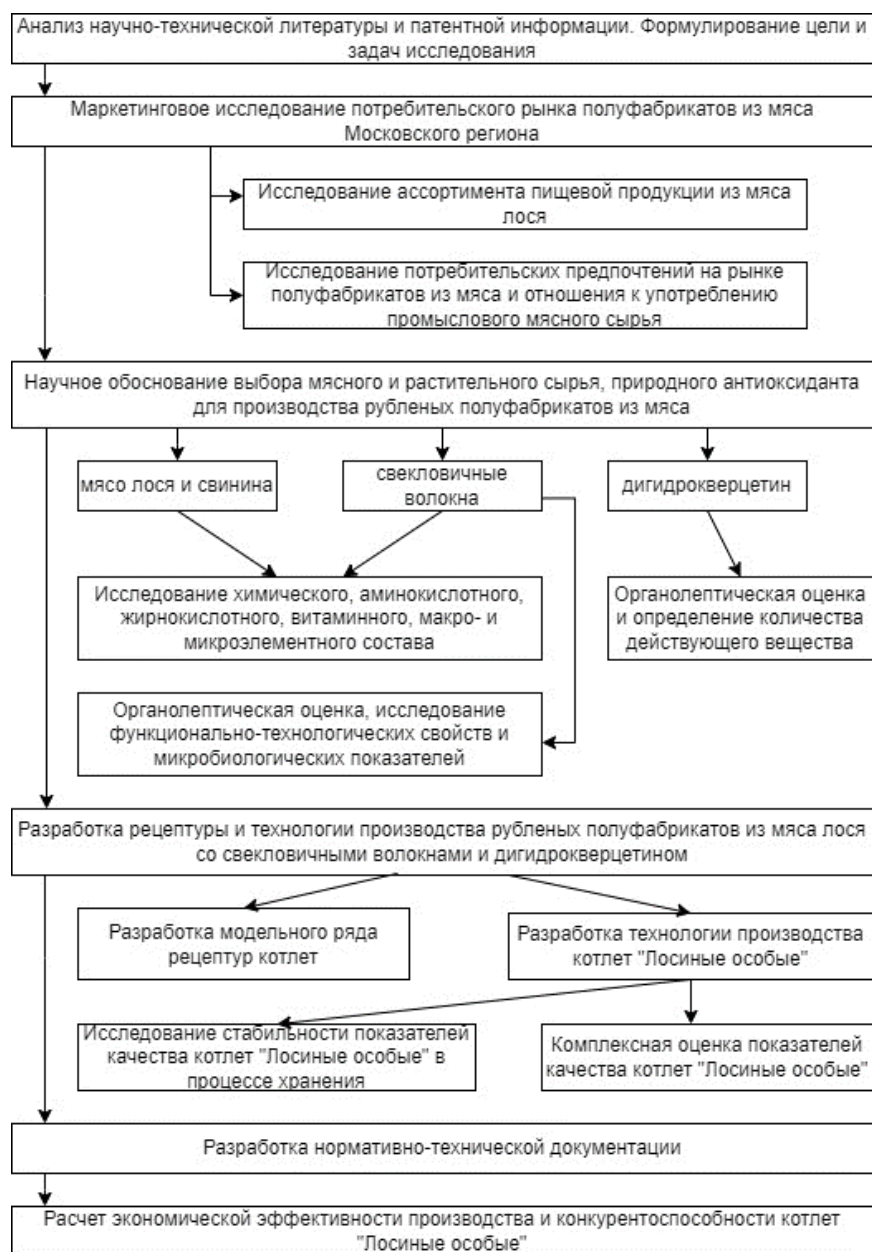 Анализ научно-технической литературы и патентной информации. Формулирование цели и
задач исследования
Маркетинговое исследование потребительского рынка полуфабрикатов из мяса
Московского региона
Исследование ассортимента пищевой продукции из мяса
лося
Исследование потребительских предпочтений на рынке
полуфабрикатов из мяса и отношения к употреблению
промыслового мясного сырья
Научное обоснование выбора мясного и растительного сырья, природного антиоксиданта
для производства рубленых полуфабрикатов из мяса
мясо лося и свинина
свекловичные
волокна
дигидрокверцетин
Исследование химического, аминокислотного,
жирнокислотного, витаминного, макро- и
микроэлементного состава
Органолептическая оценка
и определение количества
действующего вещества
Органолептическая оценка, исследование
функционально-технологических свойств и
микробиологических показателей
Разработка рецептуры и технологии производства рубленых полуфабрикатов из мяса лося
со свекловичными волокнами и дигидрокверцетином
Разработка модельного ряда
рецептур котлет
Разработка технологии производства
котлет "Лосиные особые"
Исследование стабильности показателей
качества котлет "Лосиные особые" в
процессе хранения
Комплексная оценка показателей
качества котлет "Лосиные особые"
Разработка нормативно-технической документации
Расчет экономической эффективности производства и конкурентоспособности котлет
"Лосиные особые"